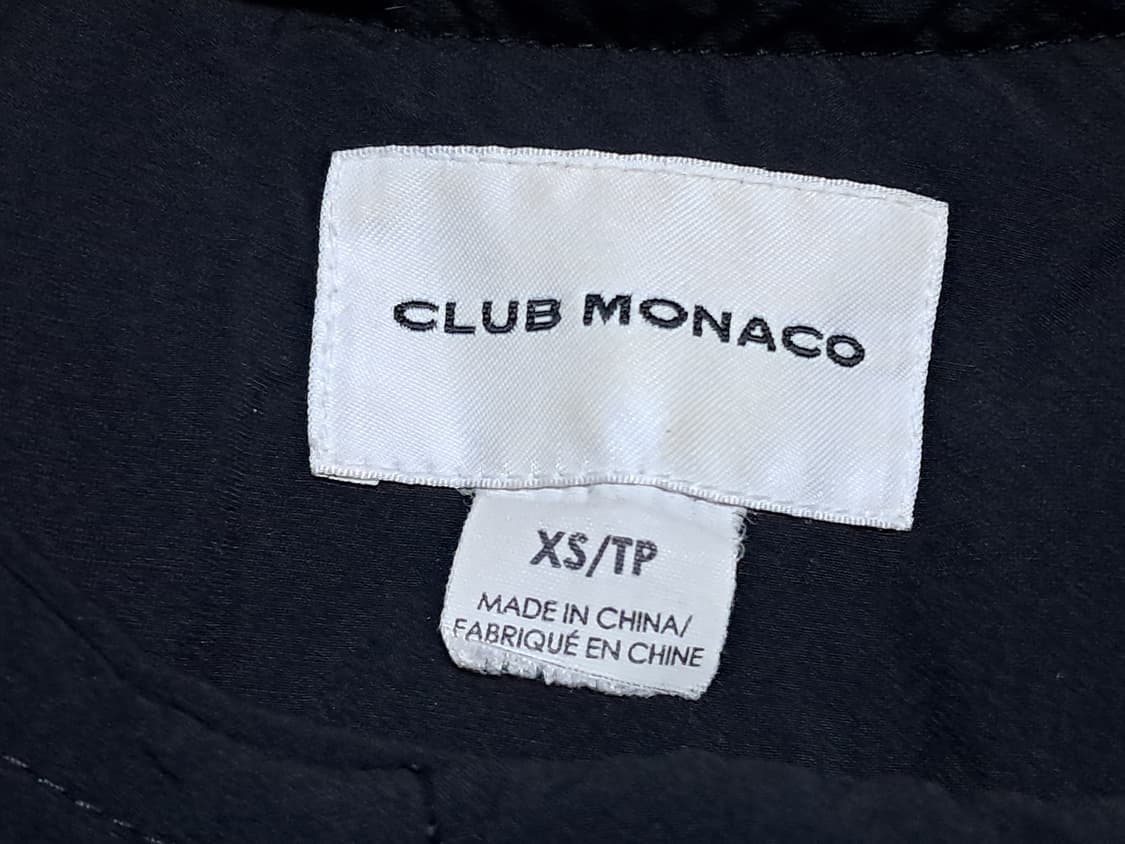 CLUB MONACO
XS/TP
MADE IN CHINA/
FABRIQUÉ EN CHINE